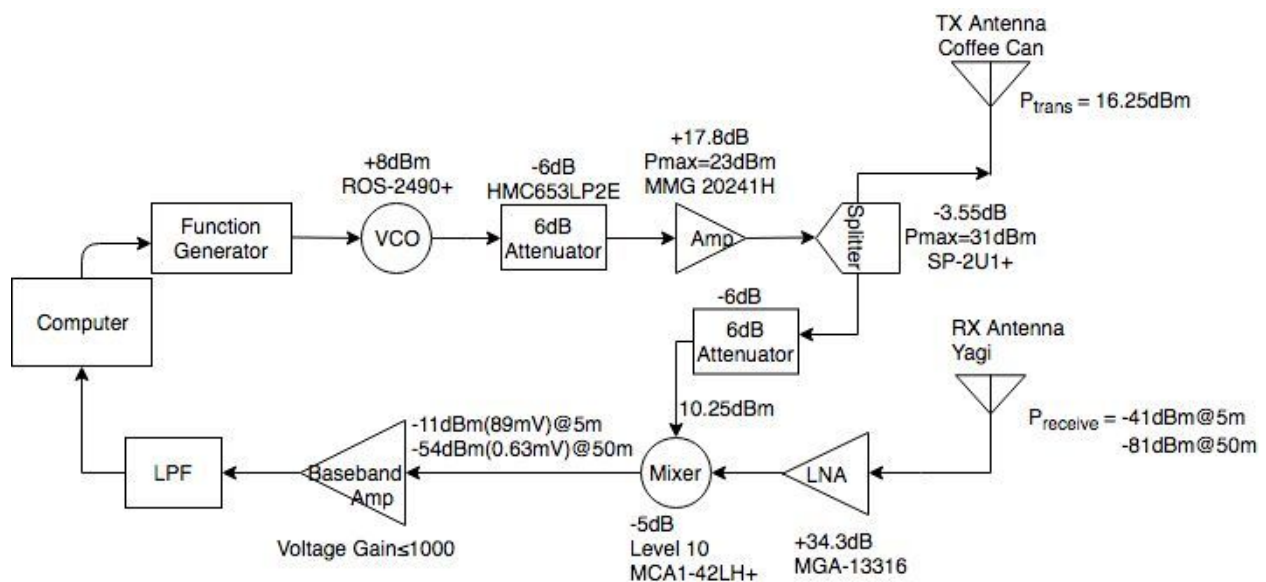 TX Antenna
Coffee Can
P_trans = 16.25dBm
+17.8dB
Pmax=23dBm
MMG 20241H
+8dBm
ROS-2490+
-6dB
HMC653LP2E
Function
Generator
VCO
6dB
Attenuator
Amp
Splitter
-3.55dB
Pmax=31dBm
SP-2U1+
Computer
-6dB
6dB
Attenuator
RX Antenna
Yagi
P_receive = -41dBm@5m
-81dBm@50m
10.25dBm
-11dBm(89mV)@5m
-54dBm(0.63mV)@50m
LPF
Baseband
Amp
Mixer
LNA
Voltage Gain≤1000
-5dB
Level 10
MCA1-42LH+
+34.3dB
MGA-13316